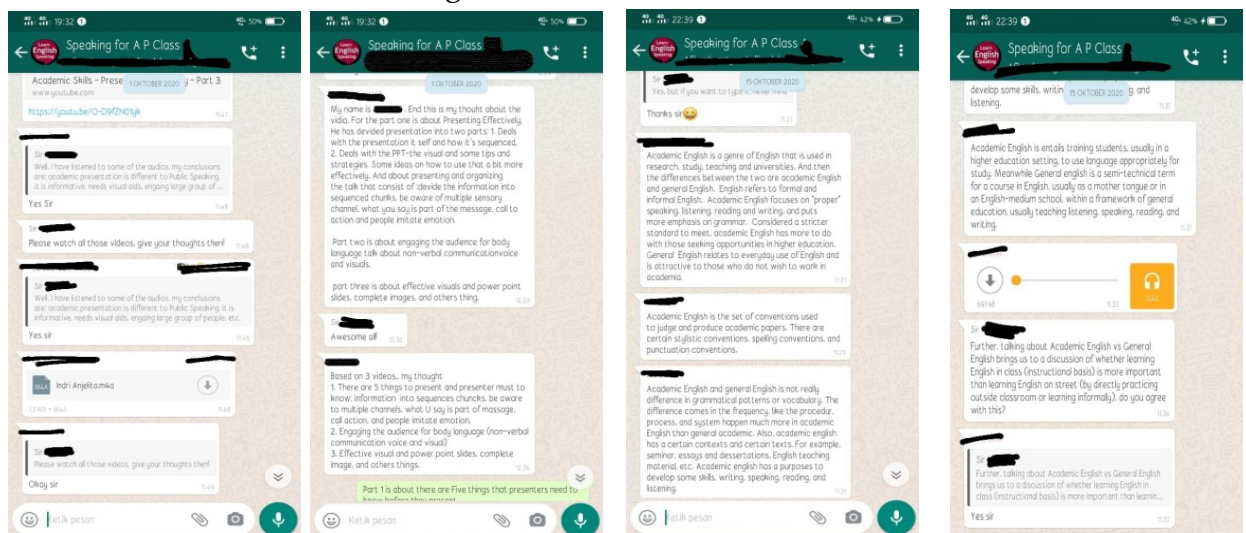 19:32
50%
Learn English Speaking
Speaking for A P Class
1 OKTOBER 2020
Academic Skills - Prese
- Part 3
www.youtube.com
https://youtu.be/
11.47
Sir
Well, I have listened to some of the audios, my conclusions
are: academic presentation is different to Public Speaking,
it is informative, needs visual aids, engaing large group of ...
Yes Sir
11.48
Sir
Please watch all those videos, give your thoughts then!
11.48
Sir
Well, I have listened to some of the audios, my conclusions
are: academic presentation is different to Public Speaking, it is
informative, needs visual aids, engaing large group of people, etc.
Yes sir
11.48
M4A
Indri Anjelita.m4a
M4A
11.48
Sir
Please watch all those videos, give your thoughts then!
Okay sir
11.49
Ketik pesan
19:32
50%
Learn English Speaking
Speaking for A P Class
1 OKTOBER 2020
My name is
. End this is my thouht about the
vidio. For the part one is about Presenting Effectively.
He has devided presentation into two parts: 1. Deals
with the presentation it self and how it's sequenced.
2. Deals with the PPT-the visual and some tips and
strategies. Some ideas on how to use that a bit more
effectively. And about presenting and organizing
the talk that consist of :devide the information into
sequenced chunks, be aware of multiple sensory
channel, what you say is part of the message, call to
action and people imitate emotion.
Part two is about engaging the audience for body
language talk about non-verbal communicationvoice
and visuals.
part three is about effective visuals and power point
slides, complete images, and others thing.
Sir
Awesome all
12.32
Based on 3 videos.. my thought
1. There are 5 things to present and presenter must to
know: information into sequences chuncks, be aware
to multiple channels, what U say is part of massage,
call action, and people imitate emotion.
2. Engaging the audience for body language (non-verbal
communication voice and visual)
3. Effective visual and power point slides, complete
image, and others things.
Part 1 is about there are Five things that presenters need to
know before they present
Ketik pesan
22:39
42%
Learn English Speaking
Speaking for A P Class
15 OKTOBER 2020
Sir
Yes, but if you want to type it, never mind
Thanks sir😄
11.21
Academic English is a genre of English that is used in
research, study, teaching and universities. And then
the differences between the two are academic English
and general English. English refers to formal and
informal English. Academic English focuses on "proper"
speaking, listening, reading and writing, and puts
more emphasis on grammar. Considered a stricter
standard to meet, academic English has more to do
with those seeking opportunities in higher education.
General English relates to everyday use of English and
is attractive to those who do not wish to work in
academia.
11.21
Academic English is the set of conventions used
to judge and produce academic papers. There are
certain stylistic conventions, spelling conventions, and
punctuation conventions.
Academic English and general English is not really
difference in grammatical patterns or vocabulary. The
difference comes in the frequency, like the procedur,
process, and system happen much more in academic
English than general academic. Also, academic english
has a certain contexts and certain texts. For example,
seminar, essays and dessertations, English teaching
material, etc. Academic english has a purposes to
develop some skills, writing, speaking, reading, and
listening.
11.31
Ketik pesan
22:39
42%
Learn English Speaking
Speaking for A P Class
15 OKTOBER 2020
develop some skills, writin
g, and
listening.
11.31
Academic English is entails training students, usually in a
higher education setting, to use language appropriately for
study. Meanwhile General english is a semi-technical term
for a course in English, usually as a mother tongue or in
an English-medium school, within a framework of general
education, usually teaching listening, speaking, reading, and
writing.
11.31
691 kB
11.32
0:42
Sir
Further, talking about Academic English vs General
English brings us to a discussion of whether learning
English in class (instructional basis) is more important
than learning English on street (by directly practicing
outside classroom or learning informally), do you agree
with this?
11.34
Sir
Further, talking about Academic English vs General English
brings us to a discussion of whether learning English in
class (instructional basis) is more important than learnin...
Yes sir
11.37
Ketik pesan